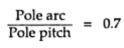 Pole arc
Pole pitch = 0.7